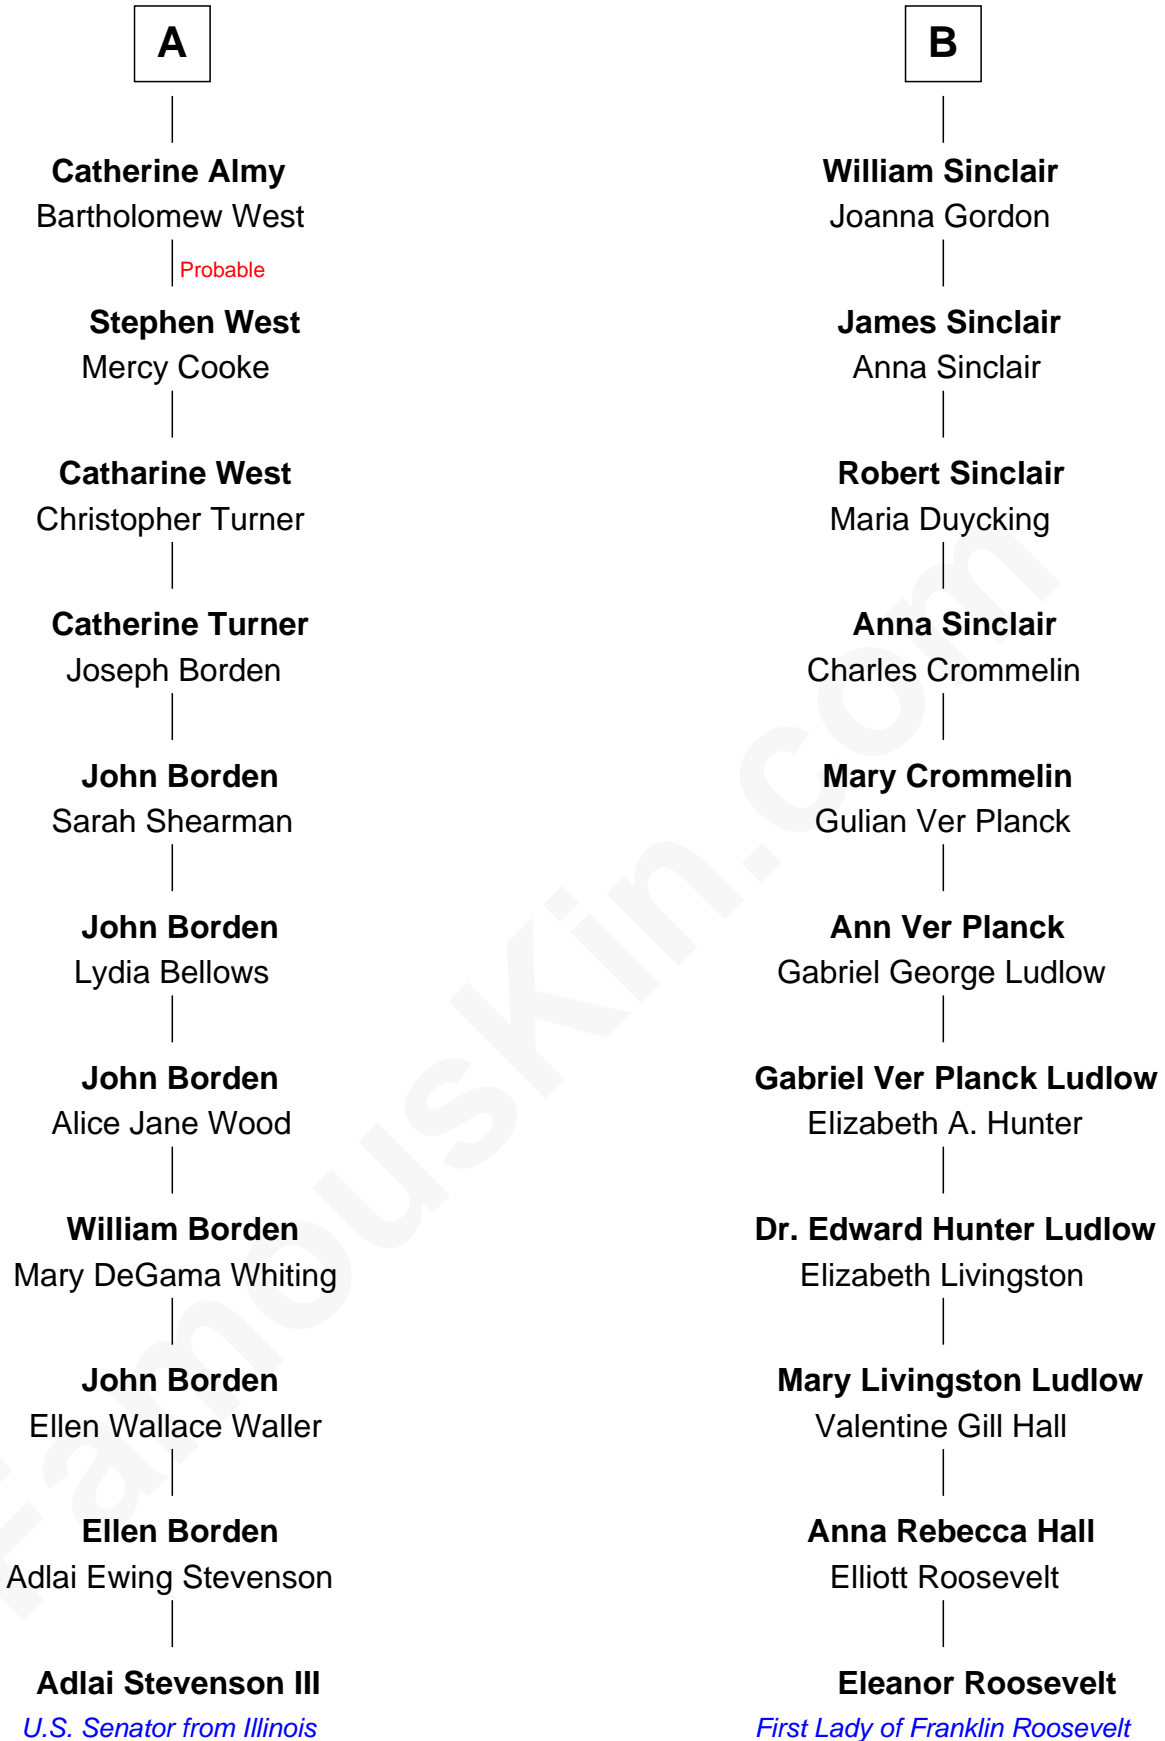 A
Catherine Almy
Bartholomew West
Probable
Stephen West
Mercy Cooke
Catharine West
Christopher Turner
Catherine Turner
Joseph Borden
John Borden
Sarah Shearman
John Borden
Lydia Bellows
John Borden
Alice Jane Wood
William Borden
Mary DeGama Whiting
John Borden
Ellen Wallace Waller
Ellen Borden
Adlai Ewing Stevenson
Adlai Stevenson III
U.S. Senator from Illinois
B
William Sinclair
Joanna Gordon
James Sinclair
Anna Sinclair
Robert Sinclair
Maria Duycking
Anna Sinclair
Charles Crommelin
Mary Crommelin
Gulian Ver Planck
Ann Ver Planck
Gabriel George Ludlow
Gabriel Ver Planck Ludlow
Elizabeth A. Hunter
Dr. Edward Hunter Ludlow
Elizabeth Livingston
Mary Livingston Ludlow
Valentine Gill Hall
Anna Rebecca Hall
Elliott Roosevelt
Eleanor Roosevelt
First Lady of Franklin Roosevelt
FamousKin.com